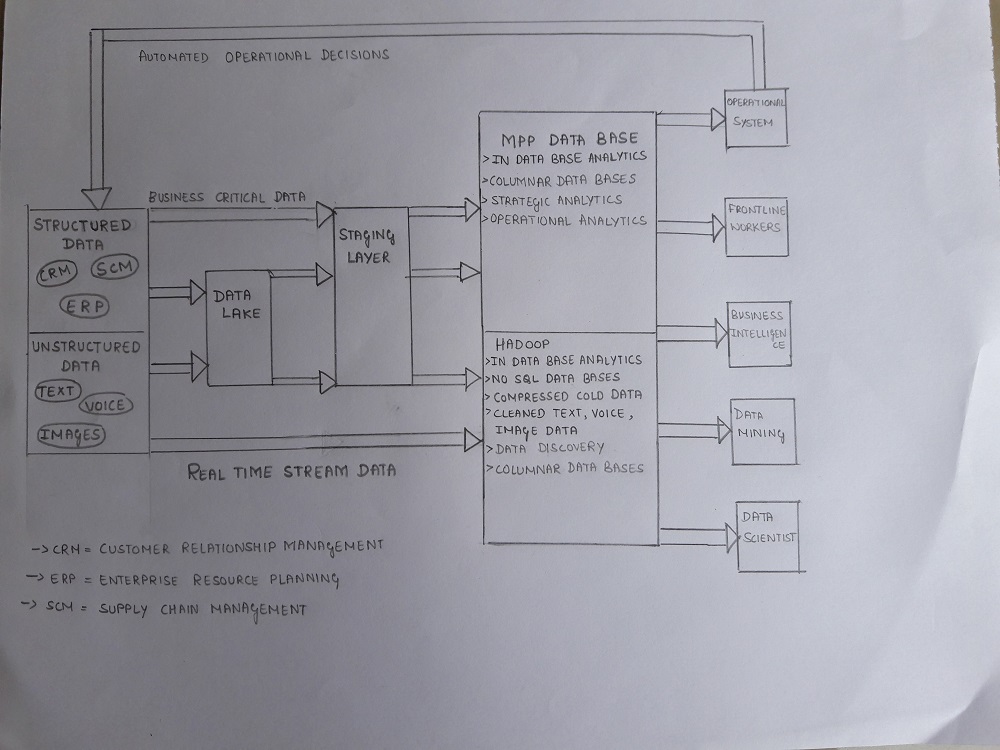 AUTOMATED OPERATIONAL DECISIONS
OPERATIONAL
SYSTEM
MPP DATA BASE
>IN DATA BASE ANALYTICS
>COLUMNAR DATA BASES
>STRATEGIC ANALYTICS
>OPERATIONAL ANALYTICS
BUSINESS CRITICAL DATA
STRUCTURED
DATA
CRM
SCM
ERP
STAGING
LAYER
FRONTLINE
WORKERS
DATA
LAKE
UNSTRUCTURED
DATA
TEXT
VOICE
IMAGES
HADOOP
>IN DATA BASE ANALYTICS
>NO SQL DATA BASES
>COMPRESSED COLD DATA
>CLEANED TEXT, VOICE,
IMAGE DATA
>DATA DISCOVERY
>COLUMNAR DATA BASES
BUSINESS
INTELLIGEN
CE
DATA
MINING
REAL TIME STREAM DATA
DATA
SCIENTIST
-> CRM = CUSTOMER RELATIONSHIP MANAGEMENT
-> ERP = ENTERPRISE RESOURCE PLANNING
-> SCM = SUPPLY CHAIN MANAGEMENT